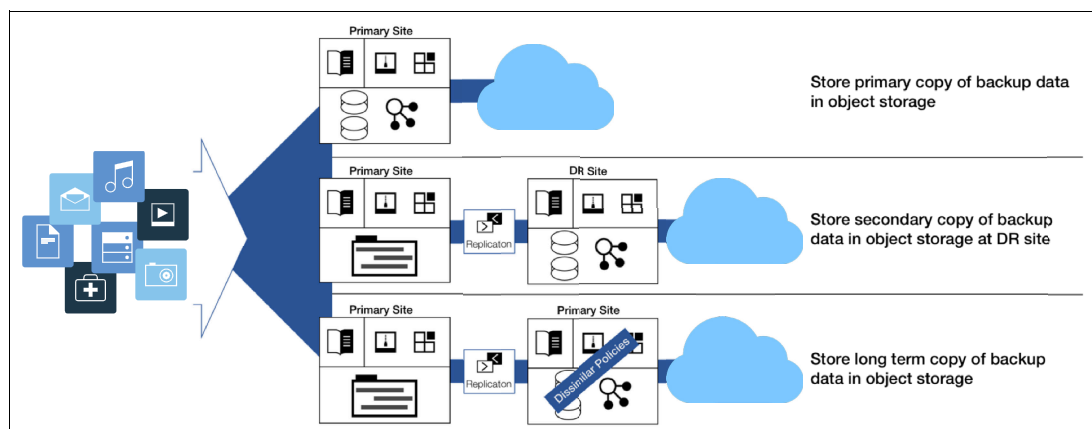 Primary Site
Store primary copy of backup data
in object storage
Primary Site
DR Site
Replicaton
Store secondary copy of backup
data in object storage at DR site
Primary Site
Primary Site
Replicaton
Dissimilar Policies
Store long term copy of backup
data in object storage